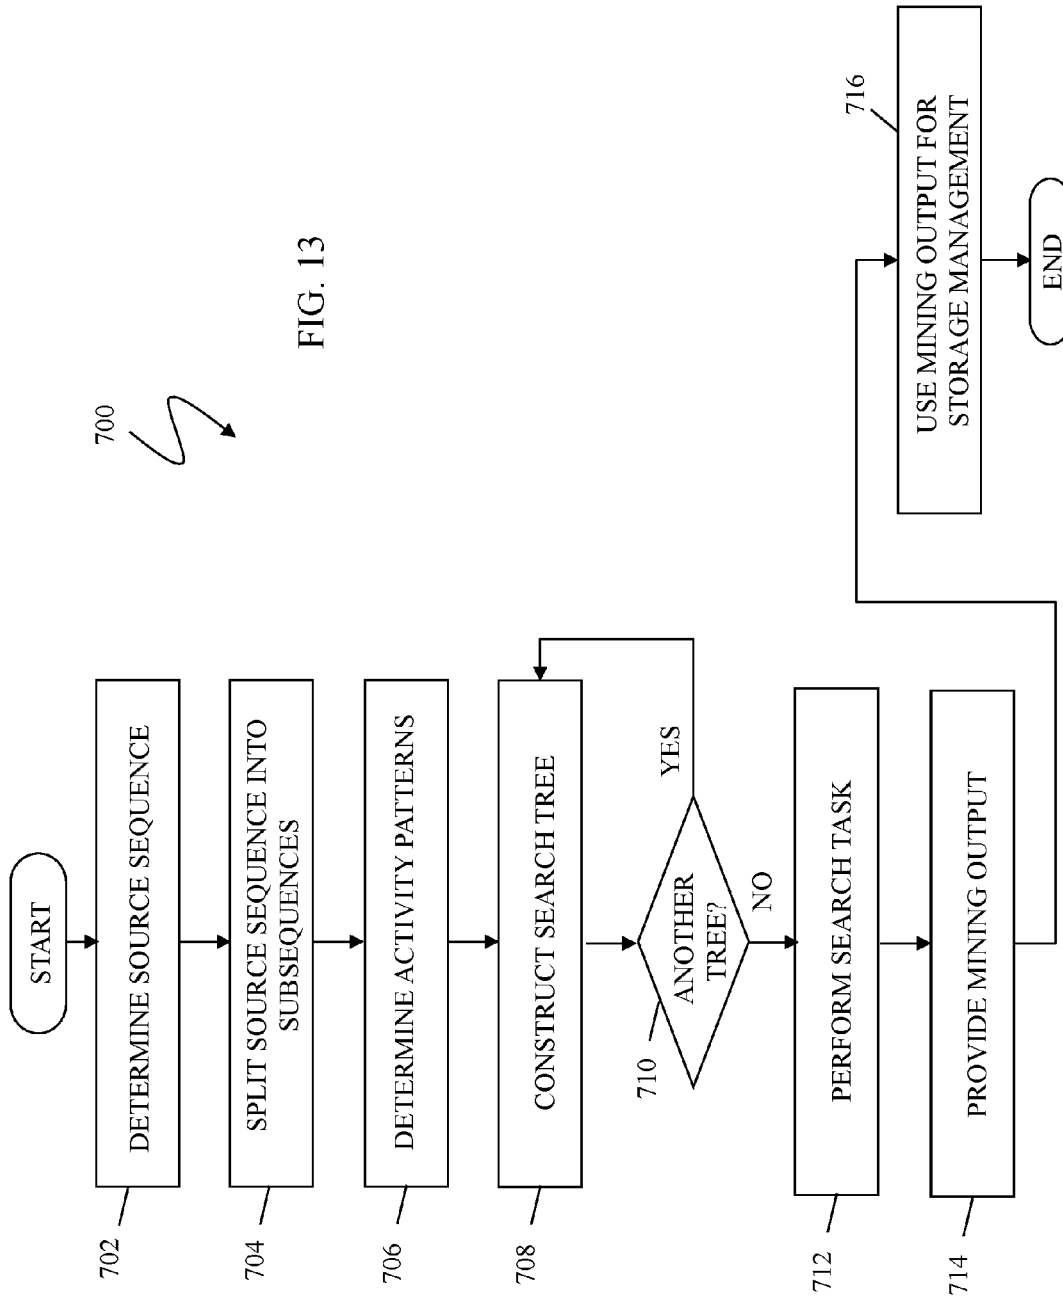 FIG. 13
700
START
702
DETERMINE SOURCE SEQUENCE
704
SPLIT SOURCE SEQUENCE INTO
SUBSEQUENCES
706
DETERMINE ACTIVITY PATTERNS
708
CONSTRUCT SEARCH TREE
710
ANOTHER
TREE?
YES
NO
712
PERFORM SEARCH TASK
714
PROVIDE MINING OUTPUT
716
USE MINING OUTPUT FOR
STORAGE MANAGEMENT
END